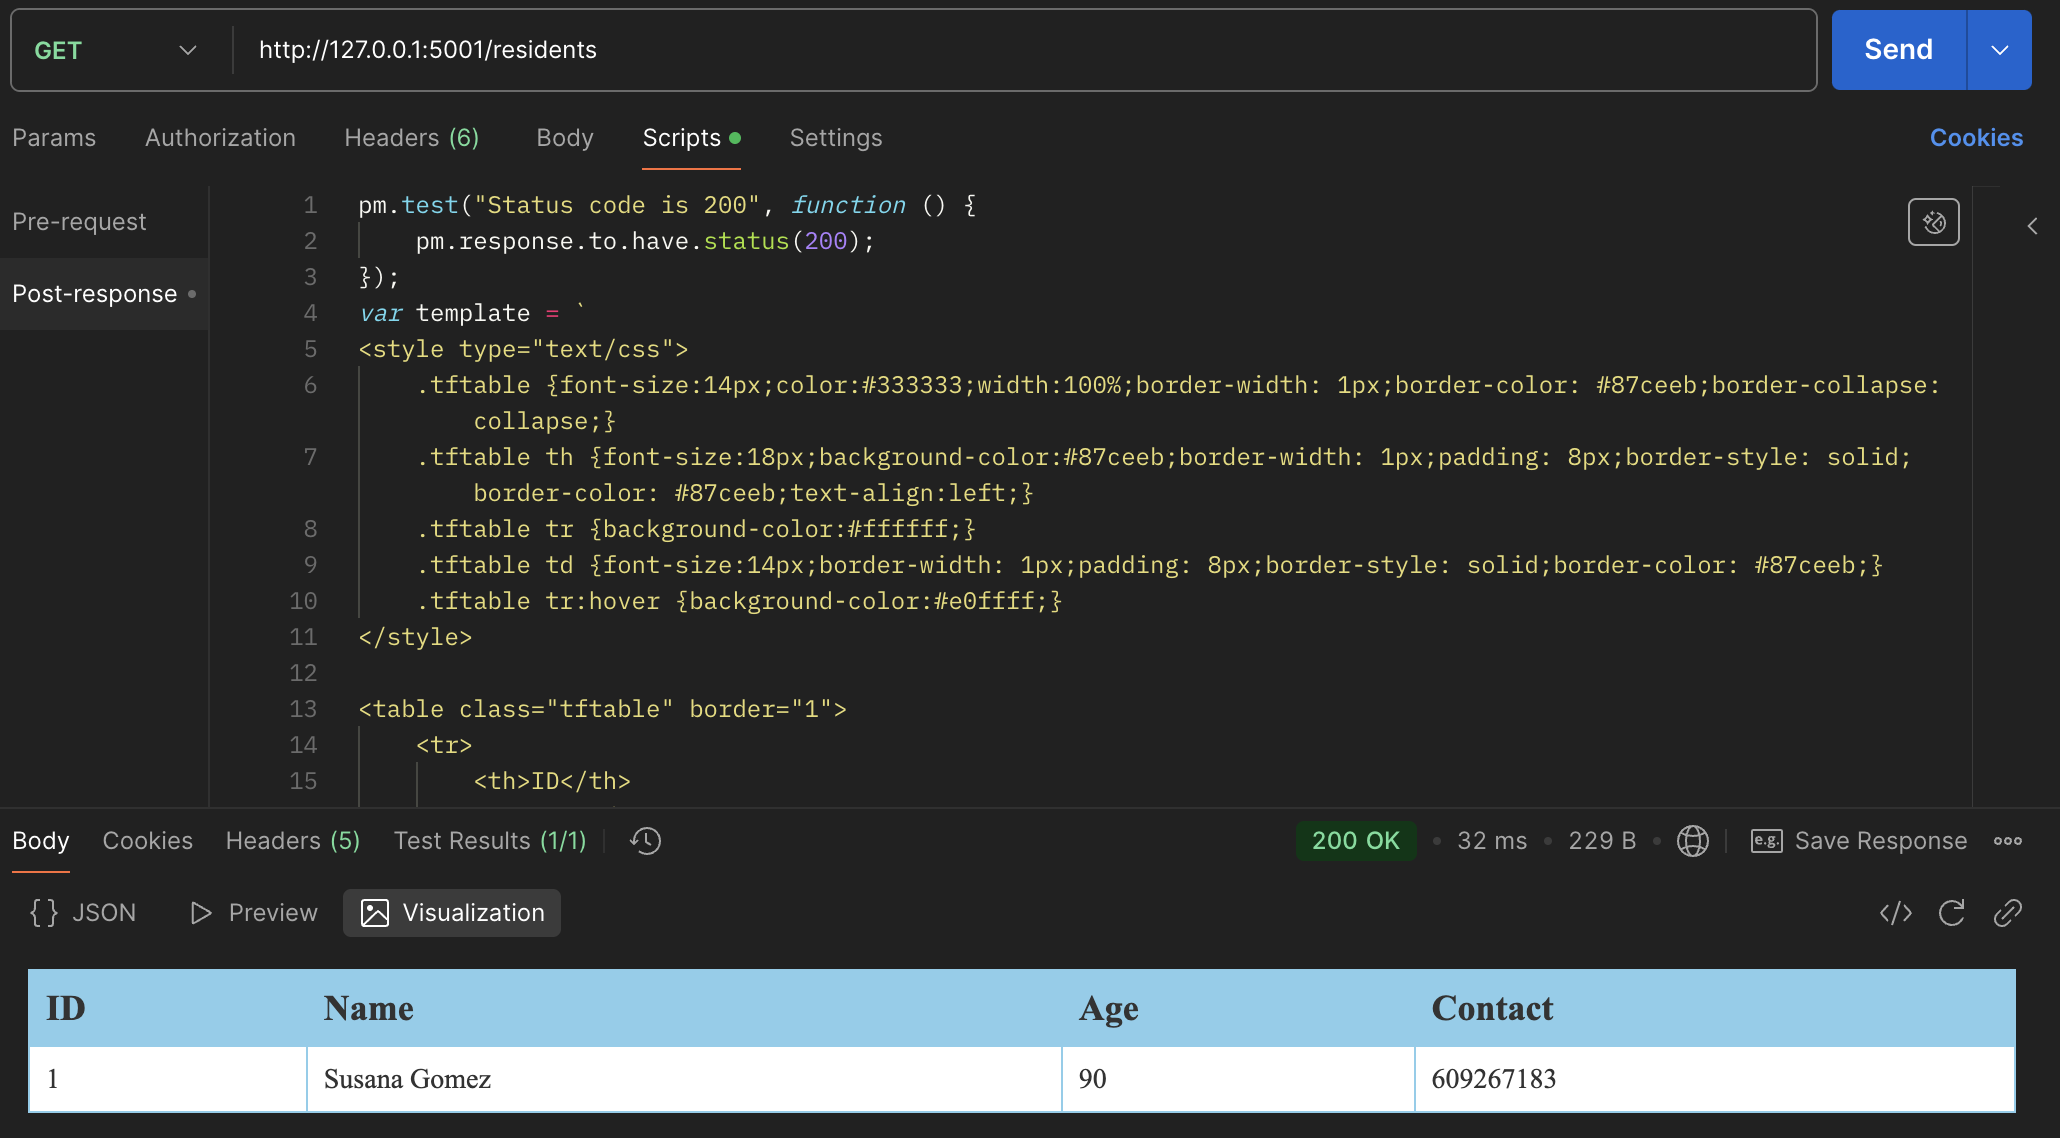 GET http://127.0.0.1:5001/residents Send
Params Authorization Headers (6) Body Scripts Settings Cookies
Pre-request
Post-response
1 pm.test("Status code is 200", function () {
2 pm.response.to.have.status(200);
3 });
4 var template = `
5 <style type="text/css">
6 .tftable {font-size:14px;color:#333333;width:100%;border-width: 1px;border-color: #87ceeb;border-collapse:
collapse;}
7 .tftable th {font-size:18px;background-color:#87ceeb;border-width: 1px;padding: 8px;border-style: solid;
border-color: #87ceeb;text-align:left;}
8 .tftable tr {background-color:#ffffff;}
9 .tftable td {font-size:14px;border-width: 1px;padding: 8px;border-style: solid;border-color: #87ceeb;}
10 .tftable tr:hover {background-color:#e0ffff;}
11 </style>
12
13 <table class="tftable" border="1">
14 <tr>
15 <th>ID</th>
Body Cookies Headers (5) Test Results (1/1) 200 OK • 32 ms • 229 B • e.g. Save Response
{} JSON Preview Visualization </>
ID Name Age Contact
1 Susana Gomez 90 609267183